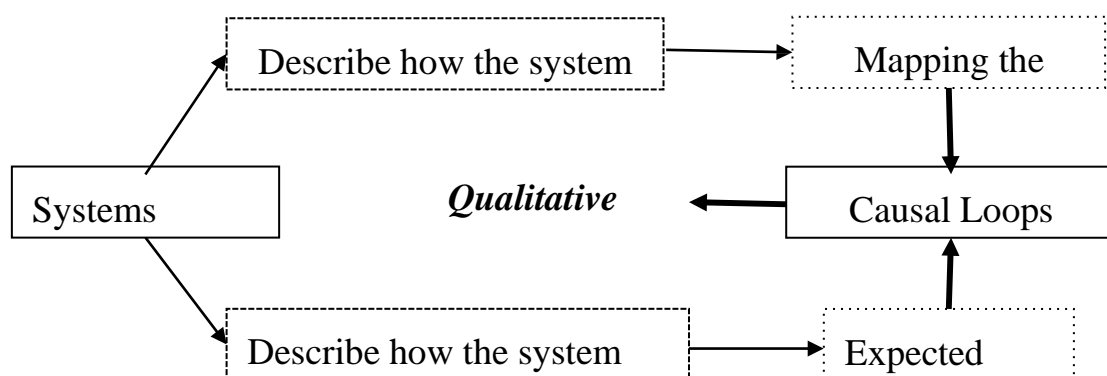 Describe how the system
Mapping the
Systems
Qualitative
Causal Loops
Describe how the system
Expected